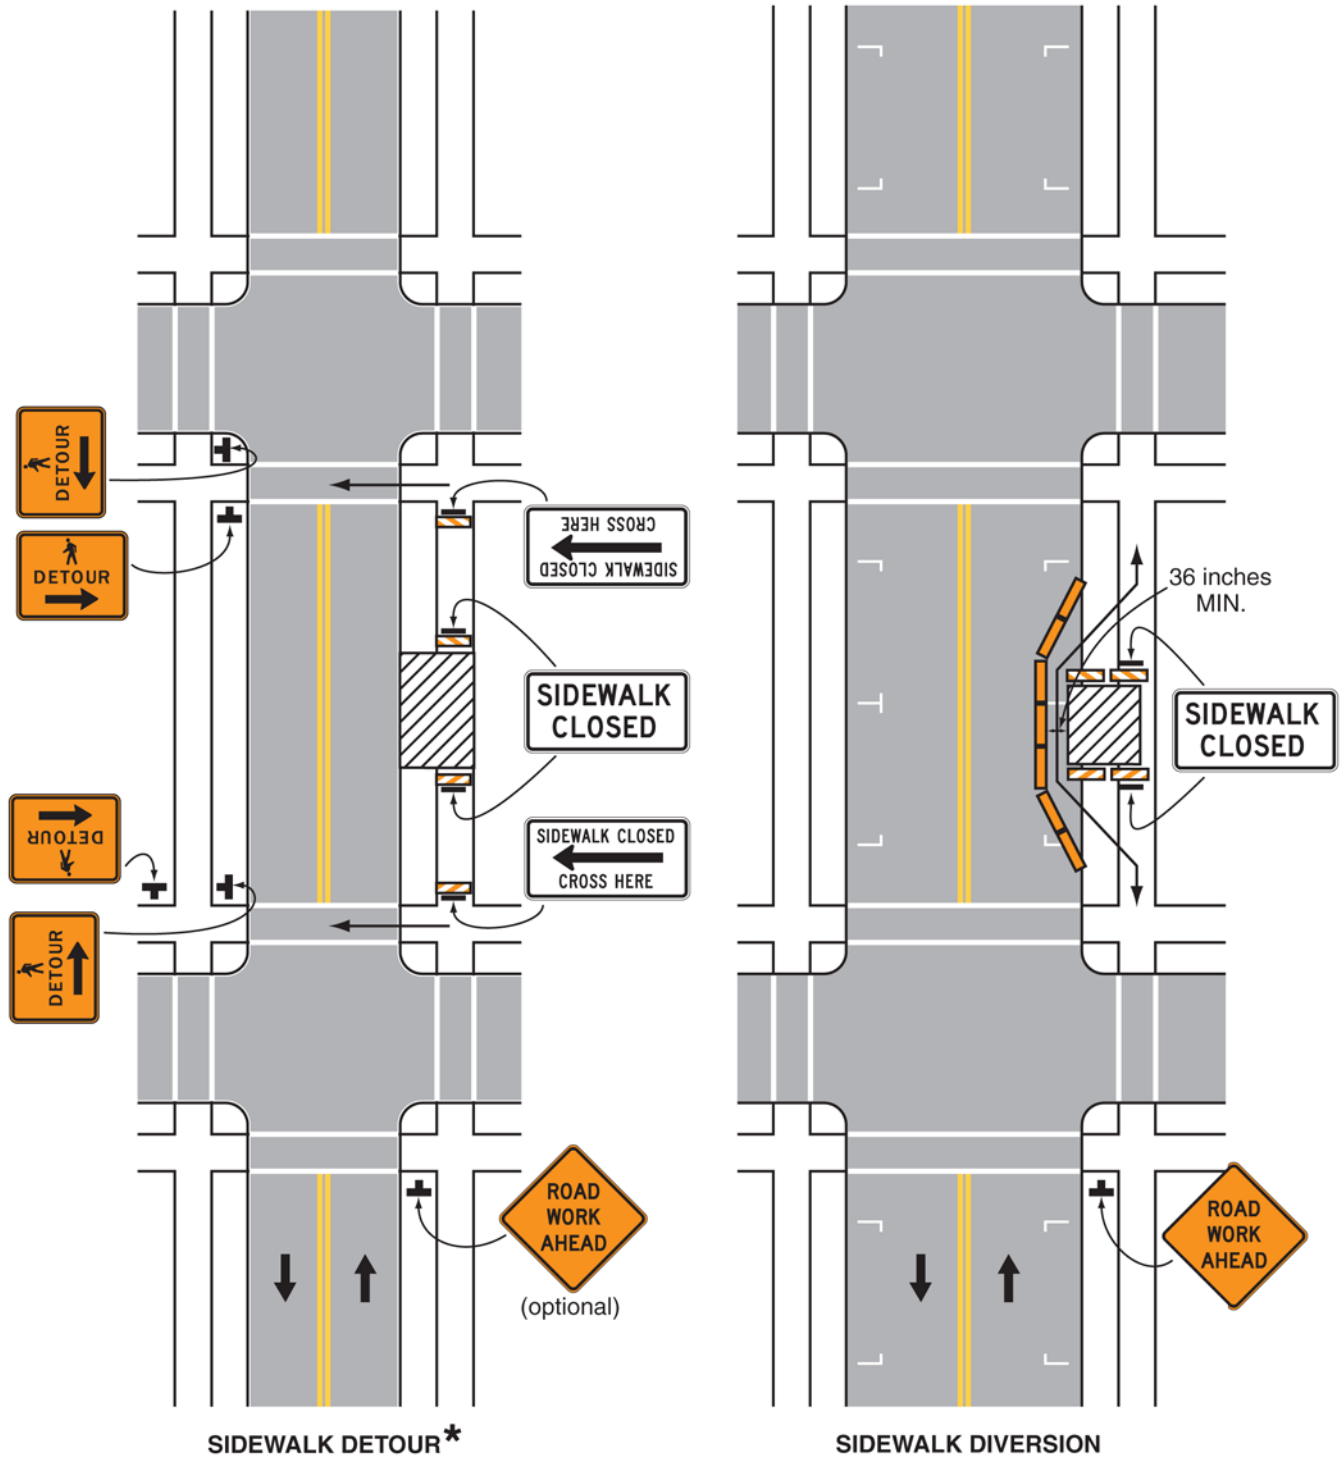 DETOUR
DETOUR
CROSS HERE
SIDEWALK CLOSED
SIDEWALK
CLOSED
DETOUR
SIDEWALK CLOSED
CROSS HERE
DETOUR
ROAD
WORK
AHEAD
(optional)
SIDEWALK DETOUR*
36 inches
MIN.
SIDEWALK
CLOSED
ROAD
WORK
AHEAD
SIDEWALK DIVERSION